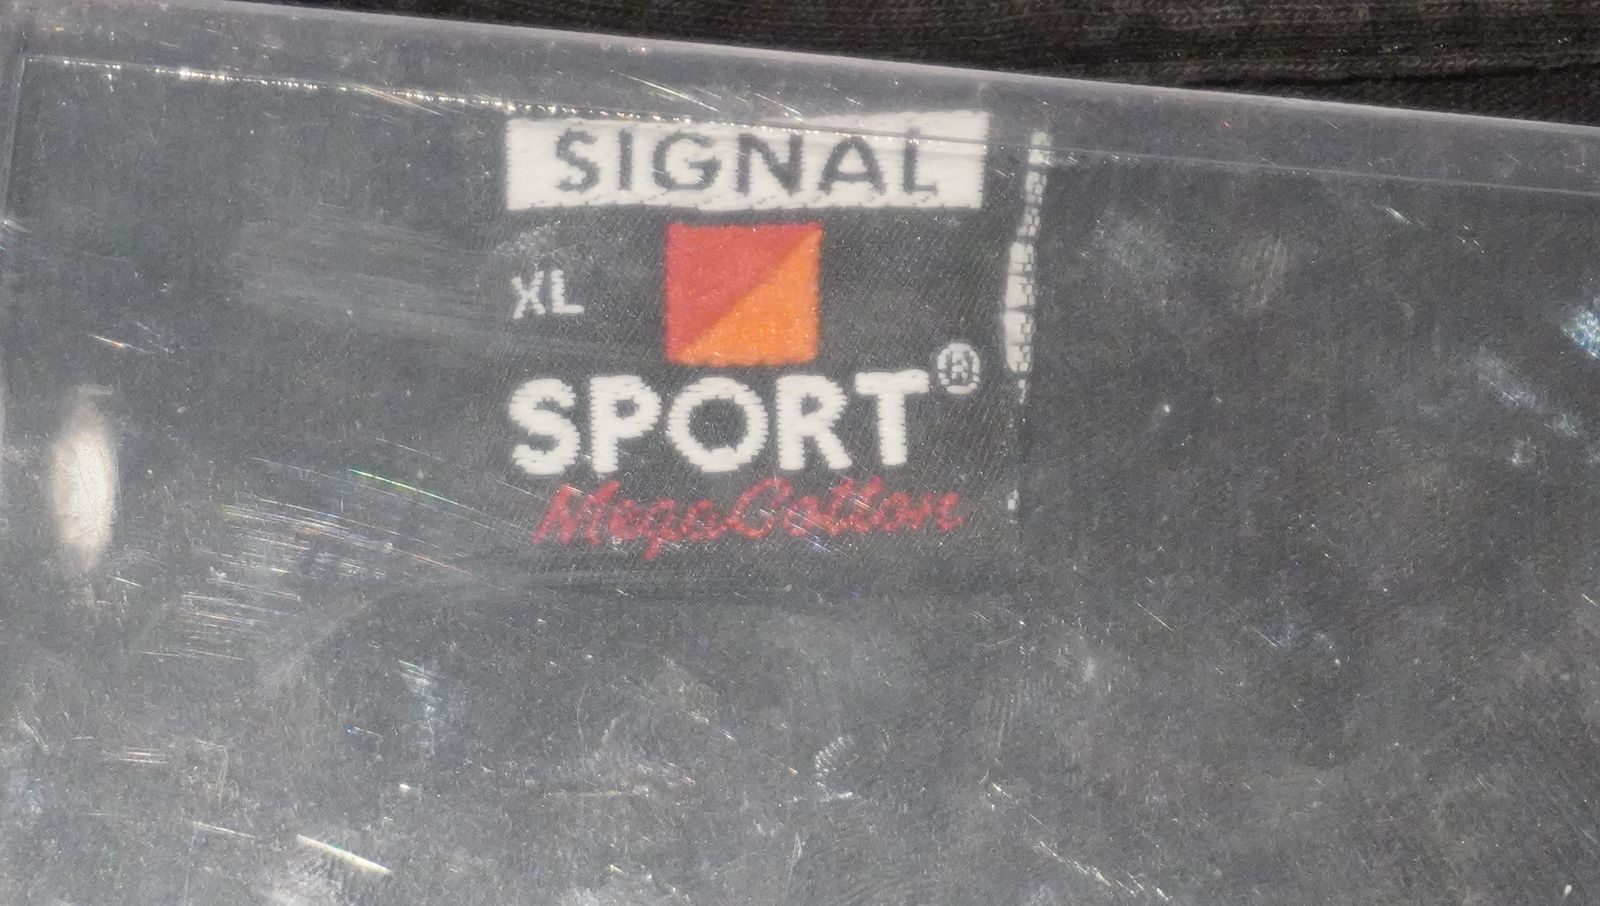 SIGNAL
XL
SPORT®
MegaCotton